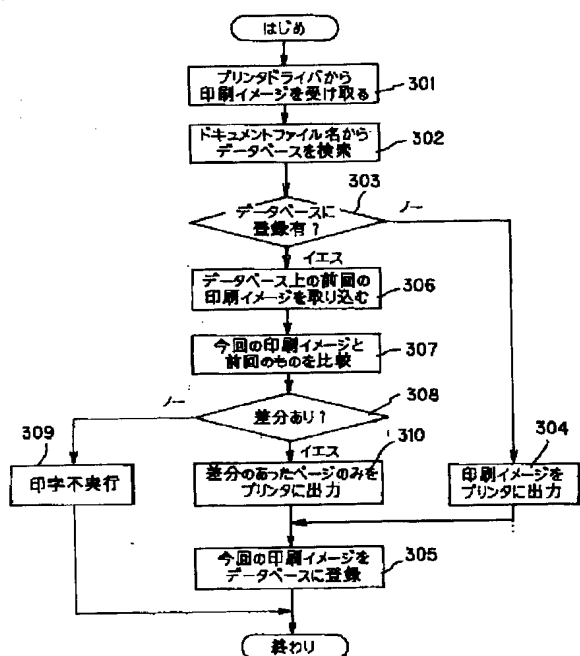 はじめ
プリンタドライバから
印刷イメージを受け取る
301
ドキュメントファイル名から
データベースを検索
302
303
データベースに
登録有?
ノー
イエス
データベース上の前回の
印刷イメージを取り込む
306
今回の印刷イメージと
前回のものを比較
307
ノー
差分あり?
308
イエス
309
印字不実行
310
差分のあったページのみを
プリンタに出力
304
印刷イメージを
プリンタに出力
今回の印刷イメージを
データベースに登録
305
終わり